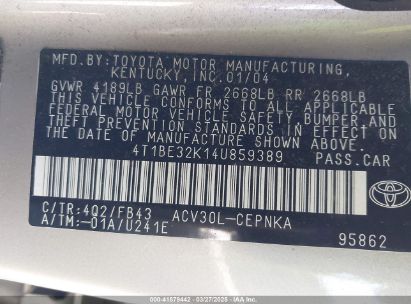 MFD.BY:TOYOTA MOTOR MANUFACTURING,
KENTUCKY,INC.01/04
GVWR 4189LB GAWR FR 2668LB RR 2668LB
THIS VEHICLE CONFORMS TO ALL APPLICABLE
FEDERAL MOTOR VEHICLE SAFETY,BUMPER,AND
THEFT PREVENTION STANDARDS IN EFFECT ON
THE DATE OF MANUFACTURE SHOWN ABOVE.
4T1BE32K14U859389 PASS.CAR
C/TR:4Q2/FB43 ACV30L-CEPNKA
A/TM:-01A/U241E
TOYOTA
95862
IAA 41579442 03/27/2025 - 05: